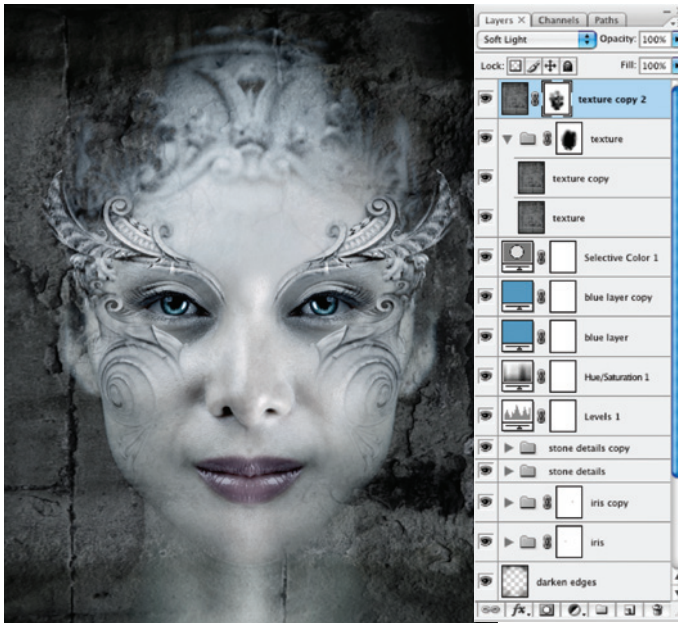 Layers × Channels Paths
Soft Light Opacity: 100%
Lock: Fill: 100%
texture copy 2
texture
texture copy
texture
Selective Color 1
blue layer copy
blue layer
Hue/Saturation 1
Levels 1
stone details copy
stone details
iris copy
iris
darken edges
fx.